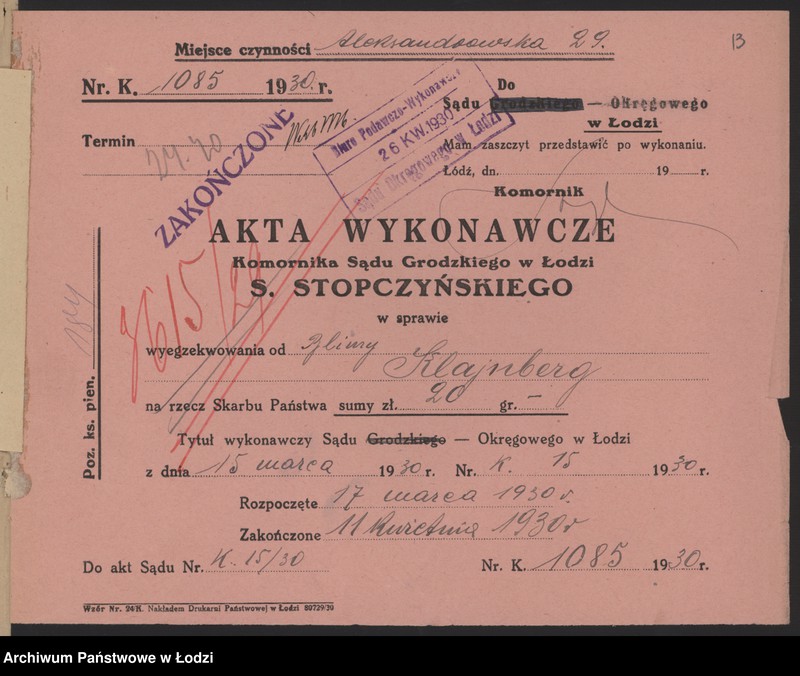 13
Miejsce czynności Aleksandrowska 29.
Nr. K. 1085 1930. r.
Do
Sądu Grodzkiego — Okręgowego
w Łodzi
Termin
ZAKOŃCZONE
Biuro Podawczo-Wykonawcze
26 KW. 1930
Sądu Okręgowego w Łodzi
Mam zaszczyt przedstawić po wykonaniu.
Łódź, dn. 19 r.
Komornik
AKTA WYKONAWCZE
Komornika Sądu Grodzkiego w Łodzi
S. STOPCZYŃSKIEGO
w sprawie
wyegzekwowania od
Klajnberg
na rzecz Skarbu Państwa sumy zł. 20 gr. —
Tytuł wykonawczy Sądu Grodzkiego — Okręgowego w Łodzi
z dnia 15 marca 1930 r. Nr. K. 15 1930 r.
Rozpoczęte 17 marca 1930 r.
Zakończone 11 Kwietnia 1930 r
Do akt Sądu Nr. K. 15/30 Nr. K. 1085 1930 r.
Poz. ks. pien.
Wzór Nr. 24/H. Nakładem Drukarni Państwowej w Łodzi 80729/30
Archiwum Państwowe w Łodzi